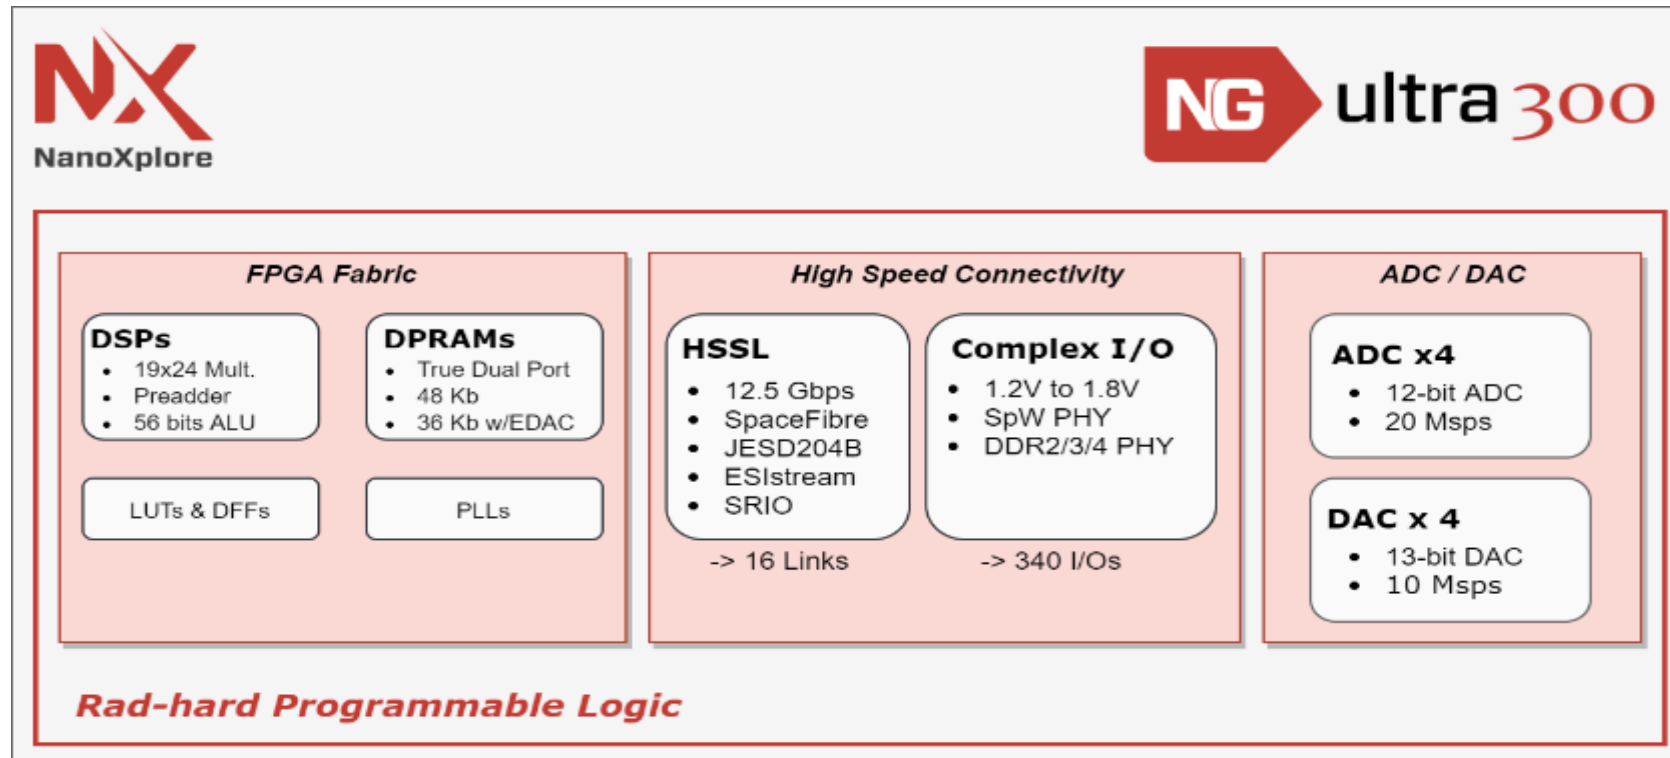 NX
NanoXplore
NG ultra 300
FPGA Fabric
DSPs
• 19x24 Mult.
• Preadder
• 56 bits ALU
DPRAMs
• True Dual Port
• 48 Kb
• 36 Kb w/EDAC
LUTs & DFFs
PLLs
High Speed Connectivity
HSSL
• 12.5 Gbps
• SpaceFibre
• JESD204B
• ESIstream
• SRIO
-> 16 Links
Complex I/O
• 1.2V to 1.8V
• SpW PHY
• DDR2/3/4 PHY
-> 340 I/Os
ADC / DAC
ADC x4
• 12-bit ADC
• 20 Msps
DAC x 4
• 13-bit DAC
• 10 Msps
Rad-hard Programmable Logic